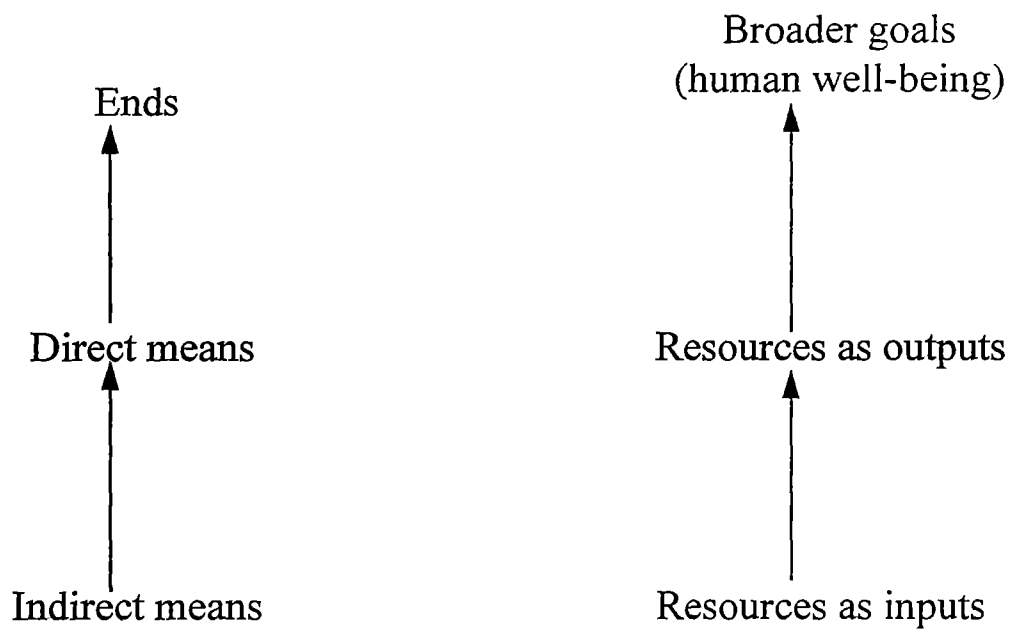 Broader goals
(human well-being)
Ends
Direct means
Resources as outputs
Indirect means
Resources as inputs